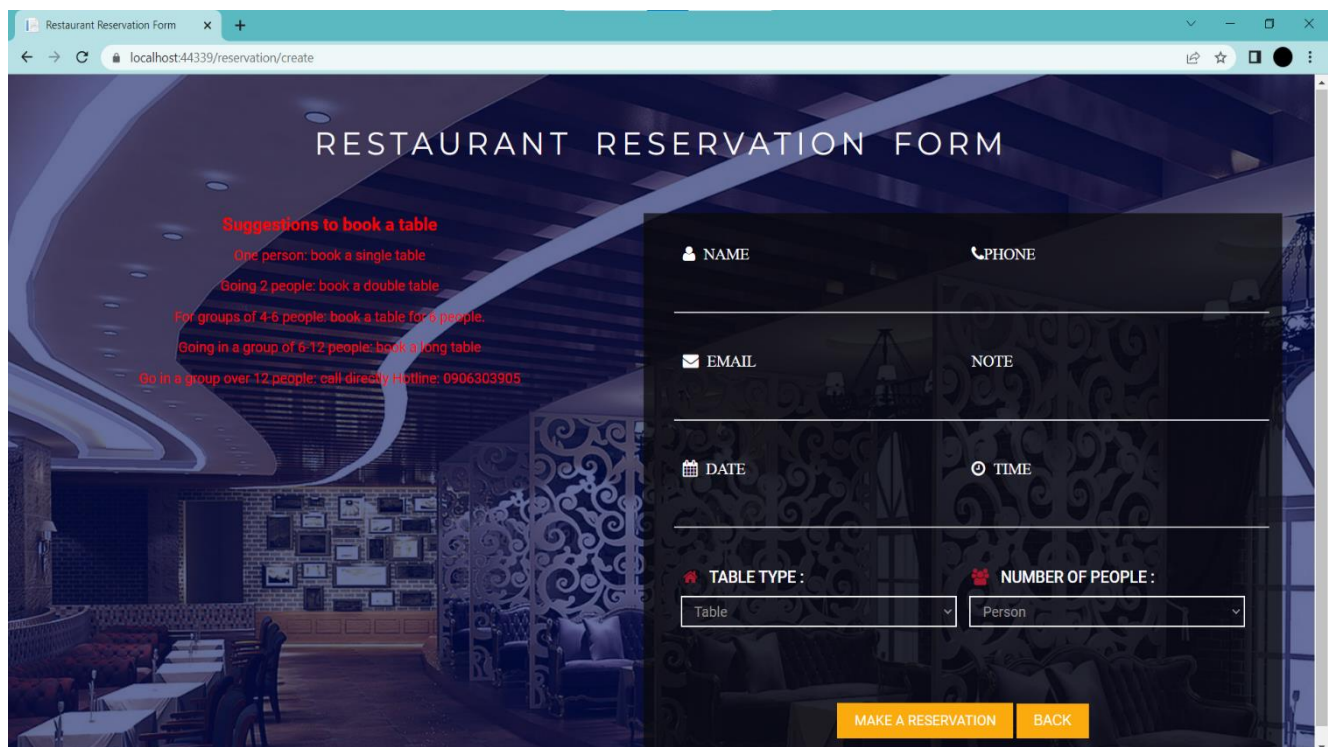 Restaurant Reservation Form
localhost:44339/reservation/create
RESTAURANT RESERVATION FORM
Suggestions to book a table
One person: book a single table
Going 2 people: book a double table
For groups of 4-6 people: book a table for 6 people.
Going in a group of 6-12 people: book a long table
Go in a group over 12 people: call directly Hotline: 0906303905
NAME PHONE
EMAIL NOTE
DATE TIME
TABLE TYPE : NUMBER OF PEOPLE :
Table Person
MAKE A RESERVATION BACK